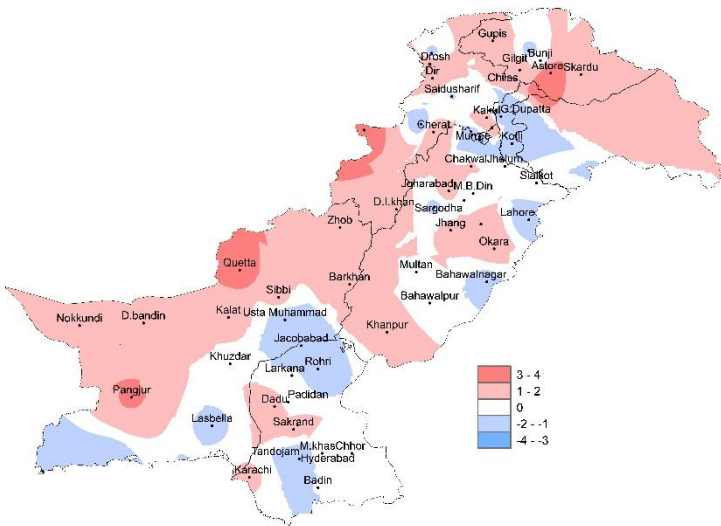 Gupis
Drosh
Gilgit
Bunji
Dir
Astore
Skardu
Chilas
Saidusharif
Kakul
G.Dupatta
Cherat
Murree
Kotli
Chakwal
Jhelum
Sialkot
Joharabad
M.B.Din
D.I.khan
Sargodha
Lahore
Zhob
Jhang
Okara
Quetta
Multan
Bahawalnagar
Sibbi
Barkhan
Bahawalpur
Nokkundi
D.bandin
Kalat
Usta Muhammad
Khanpur
Jacobabad
Khuzdar
Rohri
Larkana
Pangjur
Dadu
Padidan
Lasbella
Sakrand
M.khas
Chhor
Tandojam
Hyderabad
Karachi
Badin
3 - 4
1 - 2
0
-2 - -1
-4 - -3